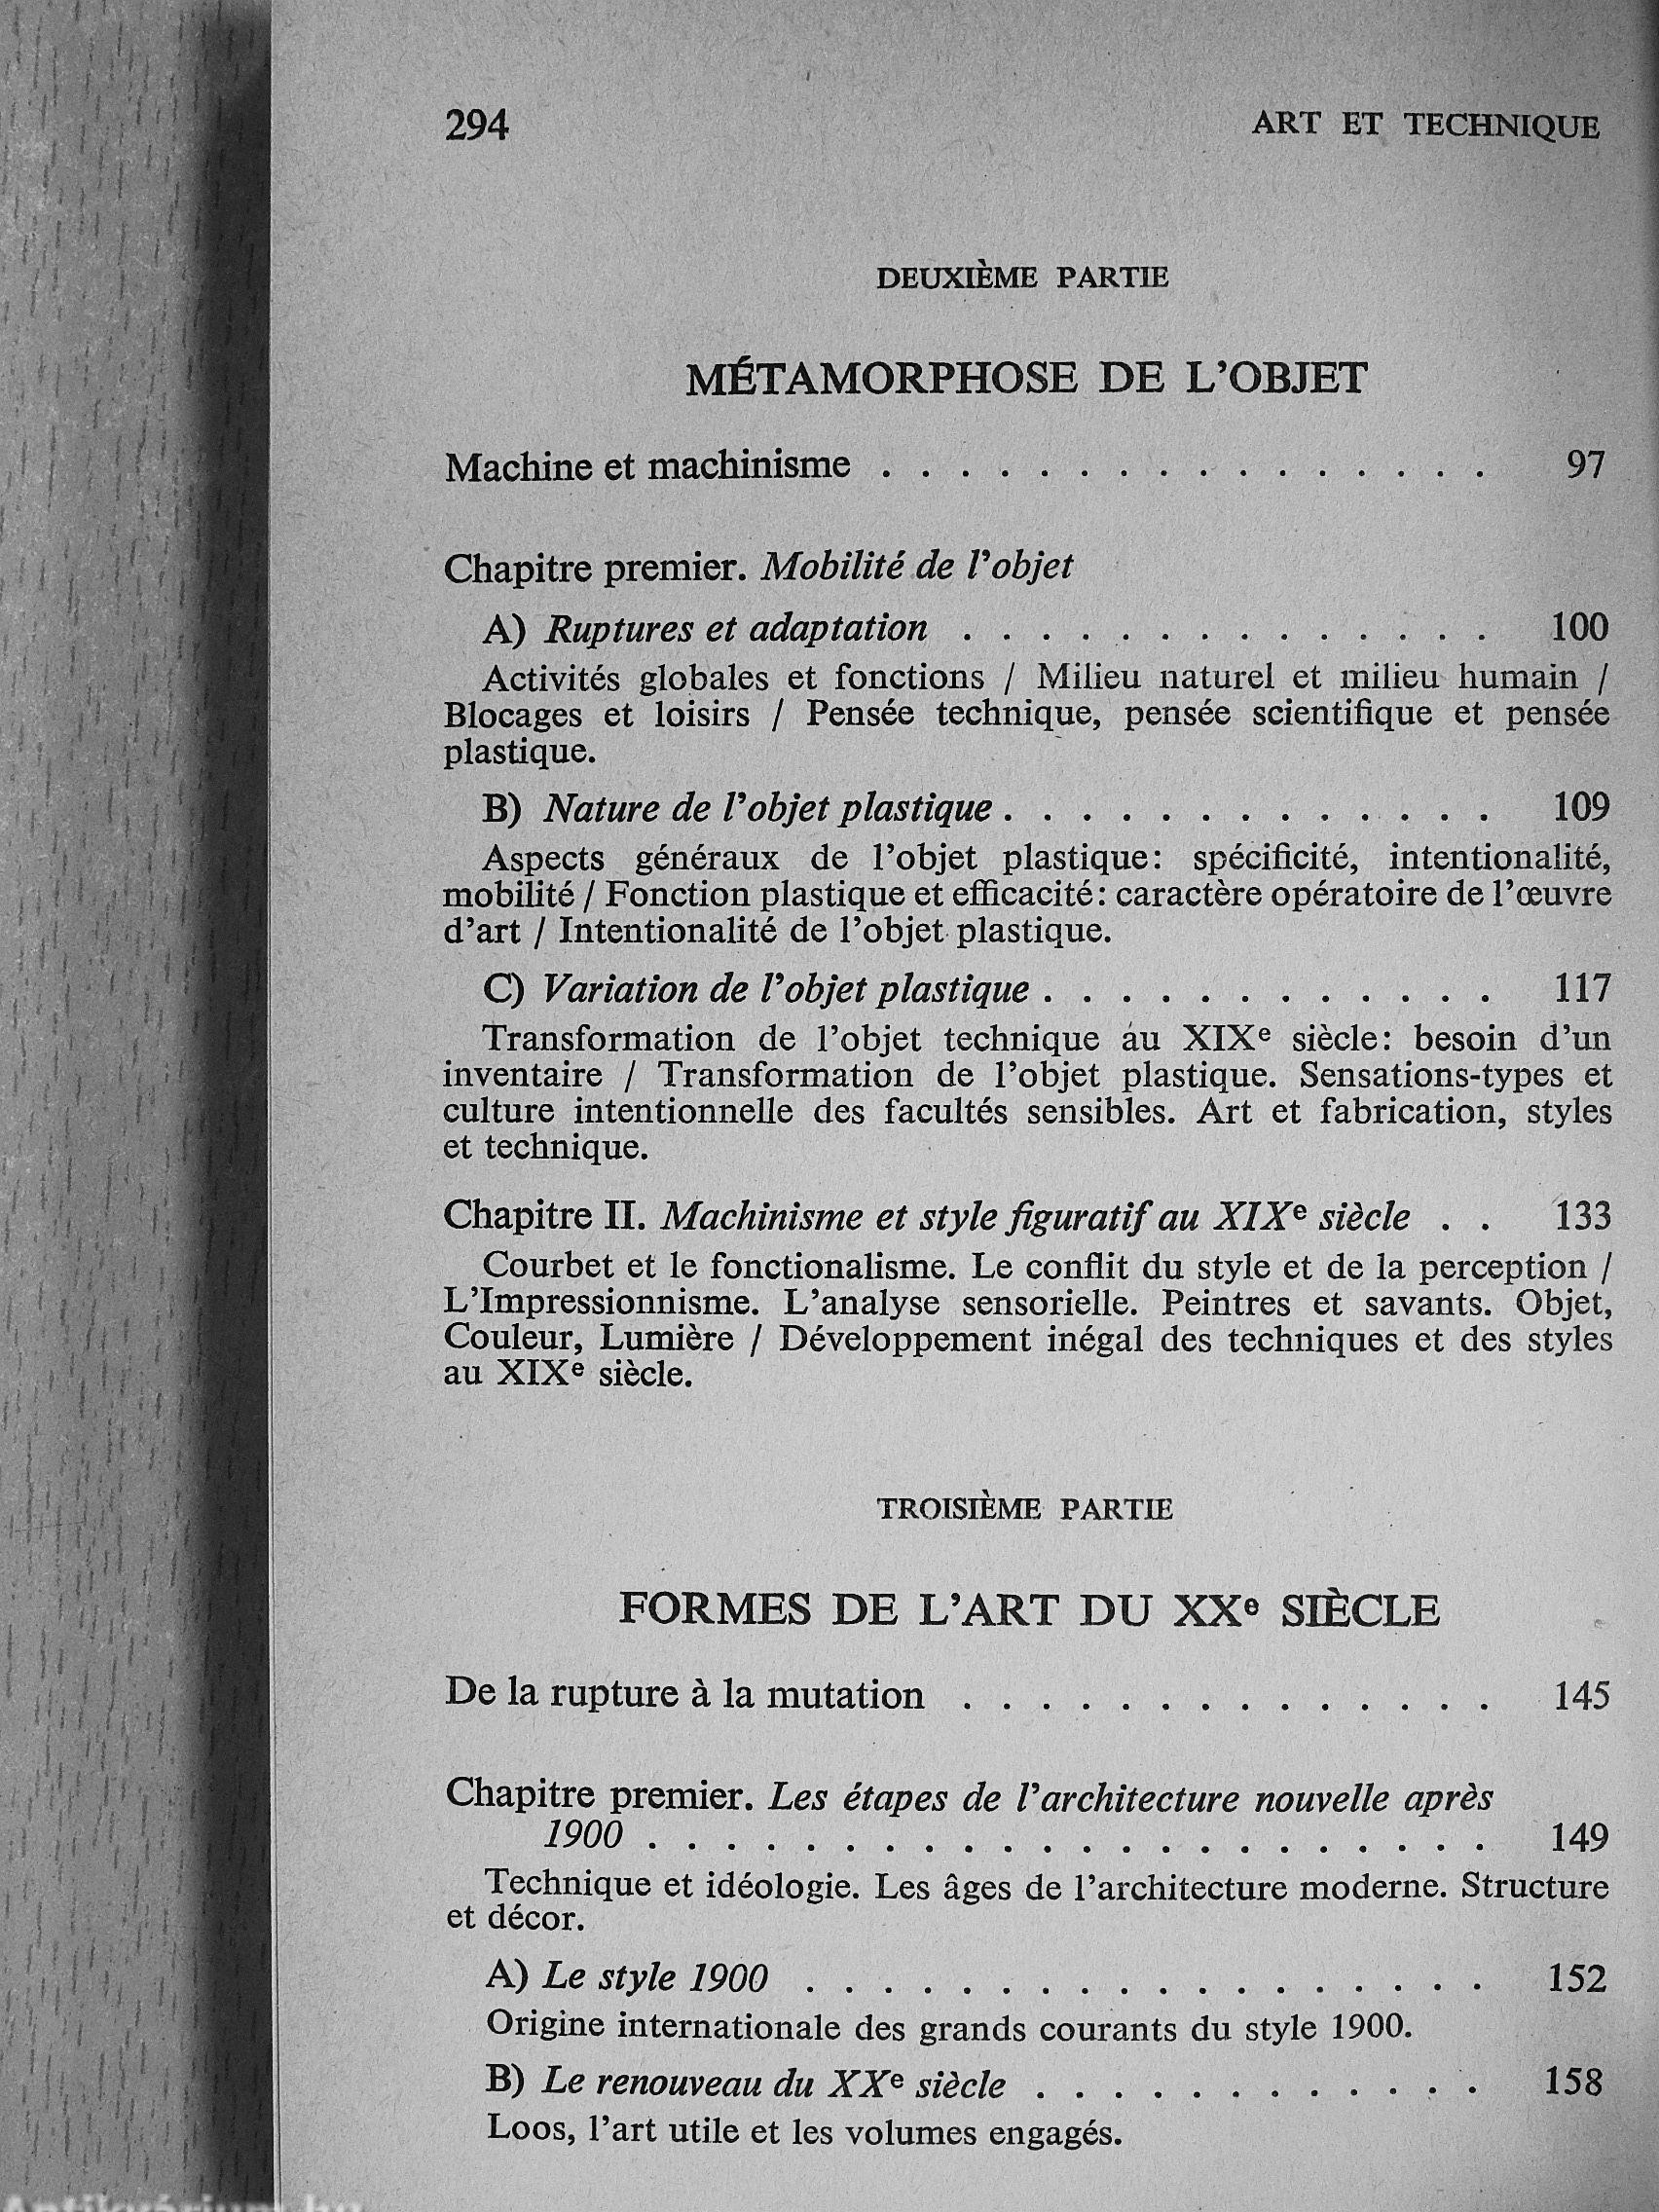 294 ART ET TECHNIQUE
DEUXIÈME PARTIE
MÉTAMORPHOSE DE L'OBJET
Machine et machinisme . . . . . . . . . . . . . . . . 97
Chapitre premier. Mobilité de l'objet
A) Ruptures et adaptation . . . . . . . . . . . . . . 100
Activités globales et fonctions / Milieu naturel et milieu humain /
Blocages et loisirs / Pensée technique, pensée scientifique et pensée
plastique.
B) Nature de l'objet plastique . . . . . . . . . . . . . 109
Aspects généraux de l'objet plastique: spécificité, intentionalité,
mobilité / Fonction plastique et efficacité: caractère opératoire de l'œuvre
d'art / Intentionalité de l'objet plastique.
C) Variation de l'objet plastique . . . . . . . . . . . . 117
Transformation de l'objet technique au XIXe siècle: besoin d'un
inventaire / Transformation de l'objet plastique. Sensations-types et
culture intentionnelle des facultés sensibles. Art et fabrication, styles
et technique.
Chapitre II. Machinisme et style figuratif au XIXe siècle . . 133
Courbet et le fonctionalisme. Le conflit du style et de la perception /
L'Impressionnisme. L'analyse sensorielle. Peintres et savants. Objet,
Couleur, Lumière / Développement inégal des techniques et des styles
au XIXe siècle.
TROISIÈME PARTIE
FORMES DE L'ART DU XXe SIÈCLE
De la rupture à la mutation . . . . . . . . . . . . . . 145
Chapitre premier. Les étapes de l'architecture nouvelle après
1900 . . . . . . . . . . . . . . . . . . . . . . 149
Technique et idéologie. Les âges de l'architecture moderne. Structure
et décor.
A) Le style 1900 . . . . . . . . . . . . . . . . . . 152
Origine internationale des grands courants du style 1900.
B) Le renouveau du XXe siècle . . . . . . . . . . . . 158
Loos, l'art utile et les volumes engagés.